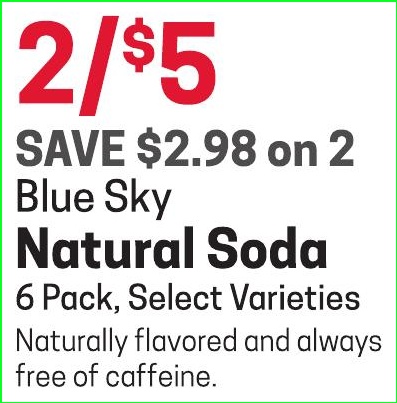 2/$5
SAVE $2.98 on 2
Blue Sky
Natural Soda
6 Pack, Select Varieties
Naturally flavored and always
free of caffeine.